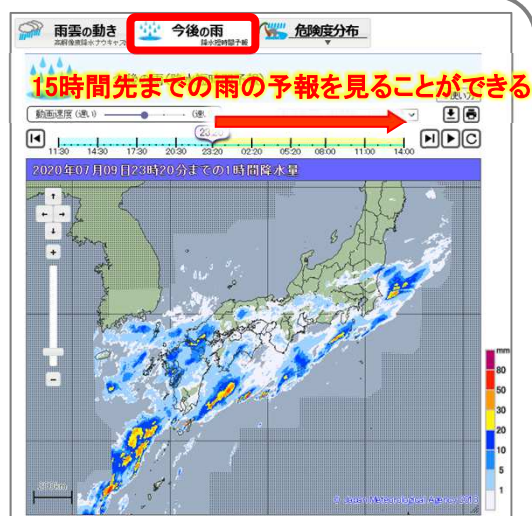 雨雲の動き
高解像度降水ナウキャスト
今後の雨
降水短時間予報
危険度分布
▼
15時間先までの雨の予報を見ることができる
使い方
動画速度 (遅い)
(速い)
23:20
11:30 14:30 17:30 20:30 23:20 02:20 05:20 08:00 11:00 14:00
2020年07月09日23時20分までの1時間降水量
mm
80
50
30
20
10
5
1